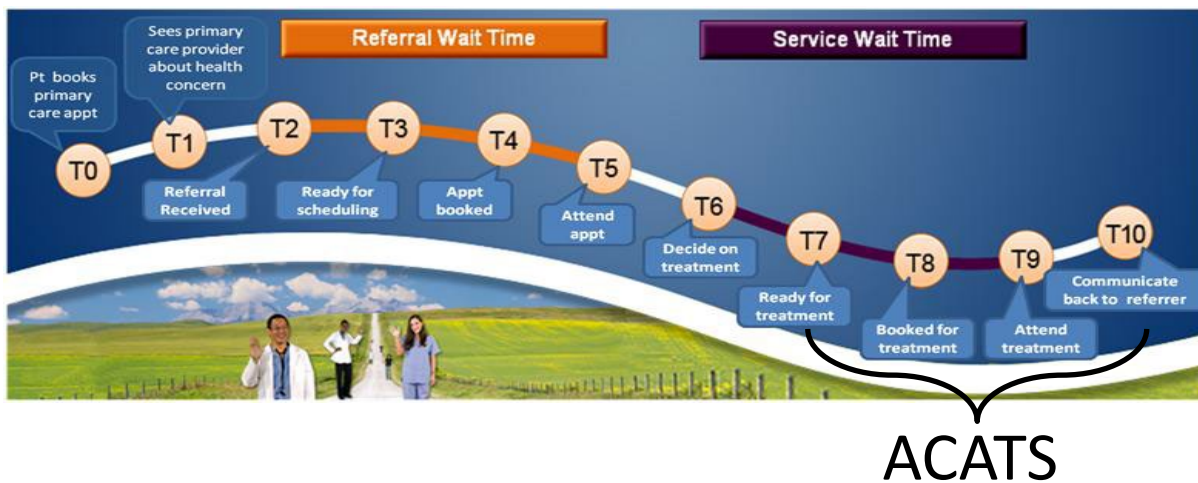 Referral Wait Time
Service Wait Time
Pt books
primary
care appt
Sees primary
care provider
about health
concern
T0
T1
T2
T3
T4
T5
T6
T7
T8
T9
T10
Referral
Received
Ready for
scheduling
Appt
booked
Attend
appt
Decide on
treatment
Ready for
treatment
Booked for
treatment
Attend
treatment
Communicate
back to referrer
ACATS